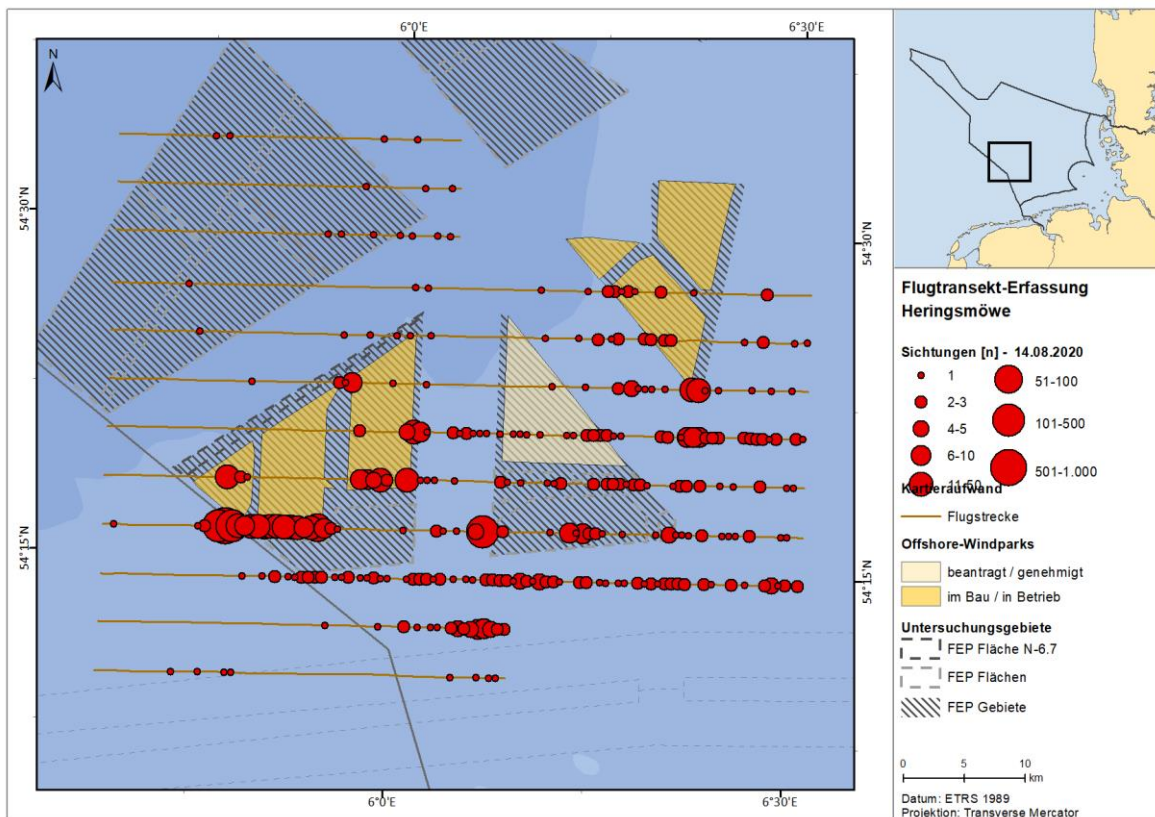 6°0'E
6°30'E
N
54°30'N
54°30'N
54°15'N
54°15'N
6°0'E
6°30'E
Flugtransekt-Erfassung
Heringsmöwe
Sichtungen [n] - 14.08.2020
1
51-100
2-3
101-500
4-5
6-10
501-1.000
11-50
Kartieraufwand
Flugstrecke
Offshore-Windparks
beantragt / genehmigt
im Bau / in Betrieb
Untersuchungsgebiete
FEP Fläche N-6.7
FEP Flächen
FEP Gebiete
0
5
10
km
Datum: ETRS 1989
Projektion: Transverse Mercator